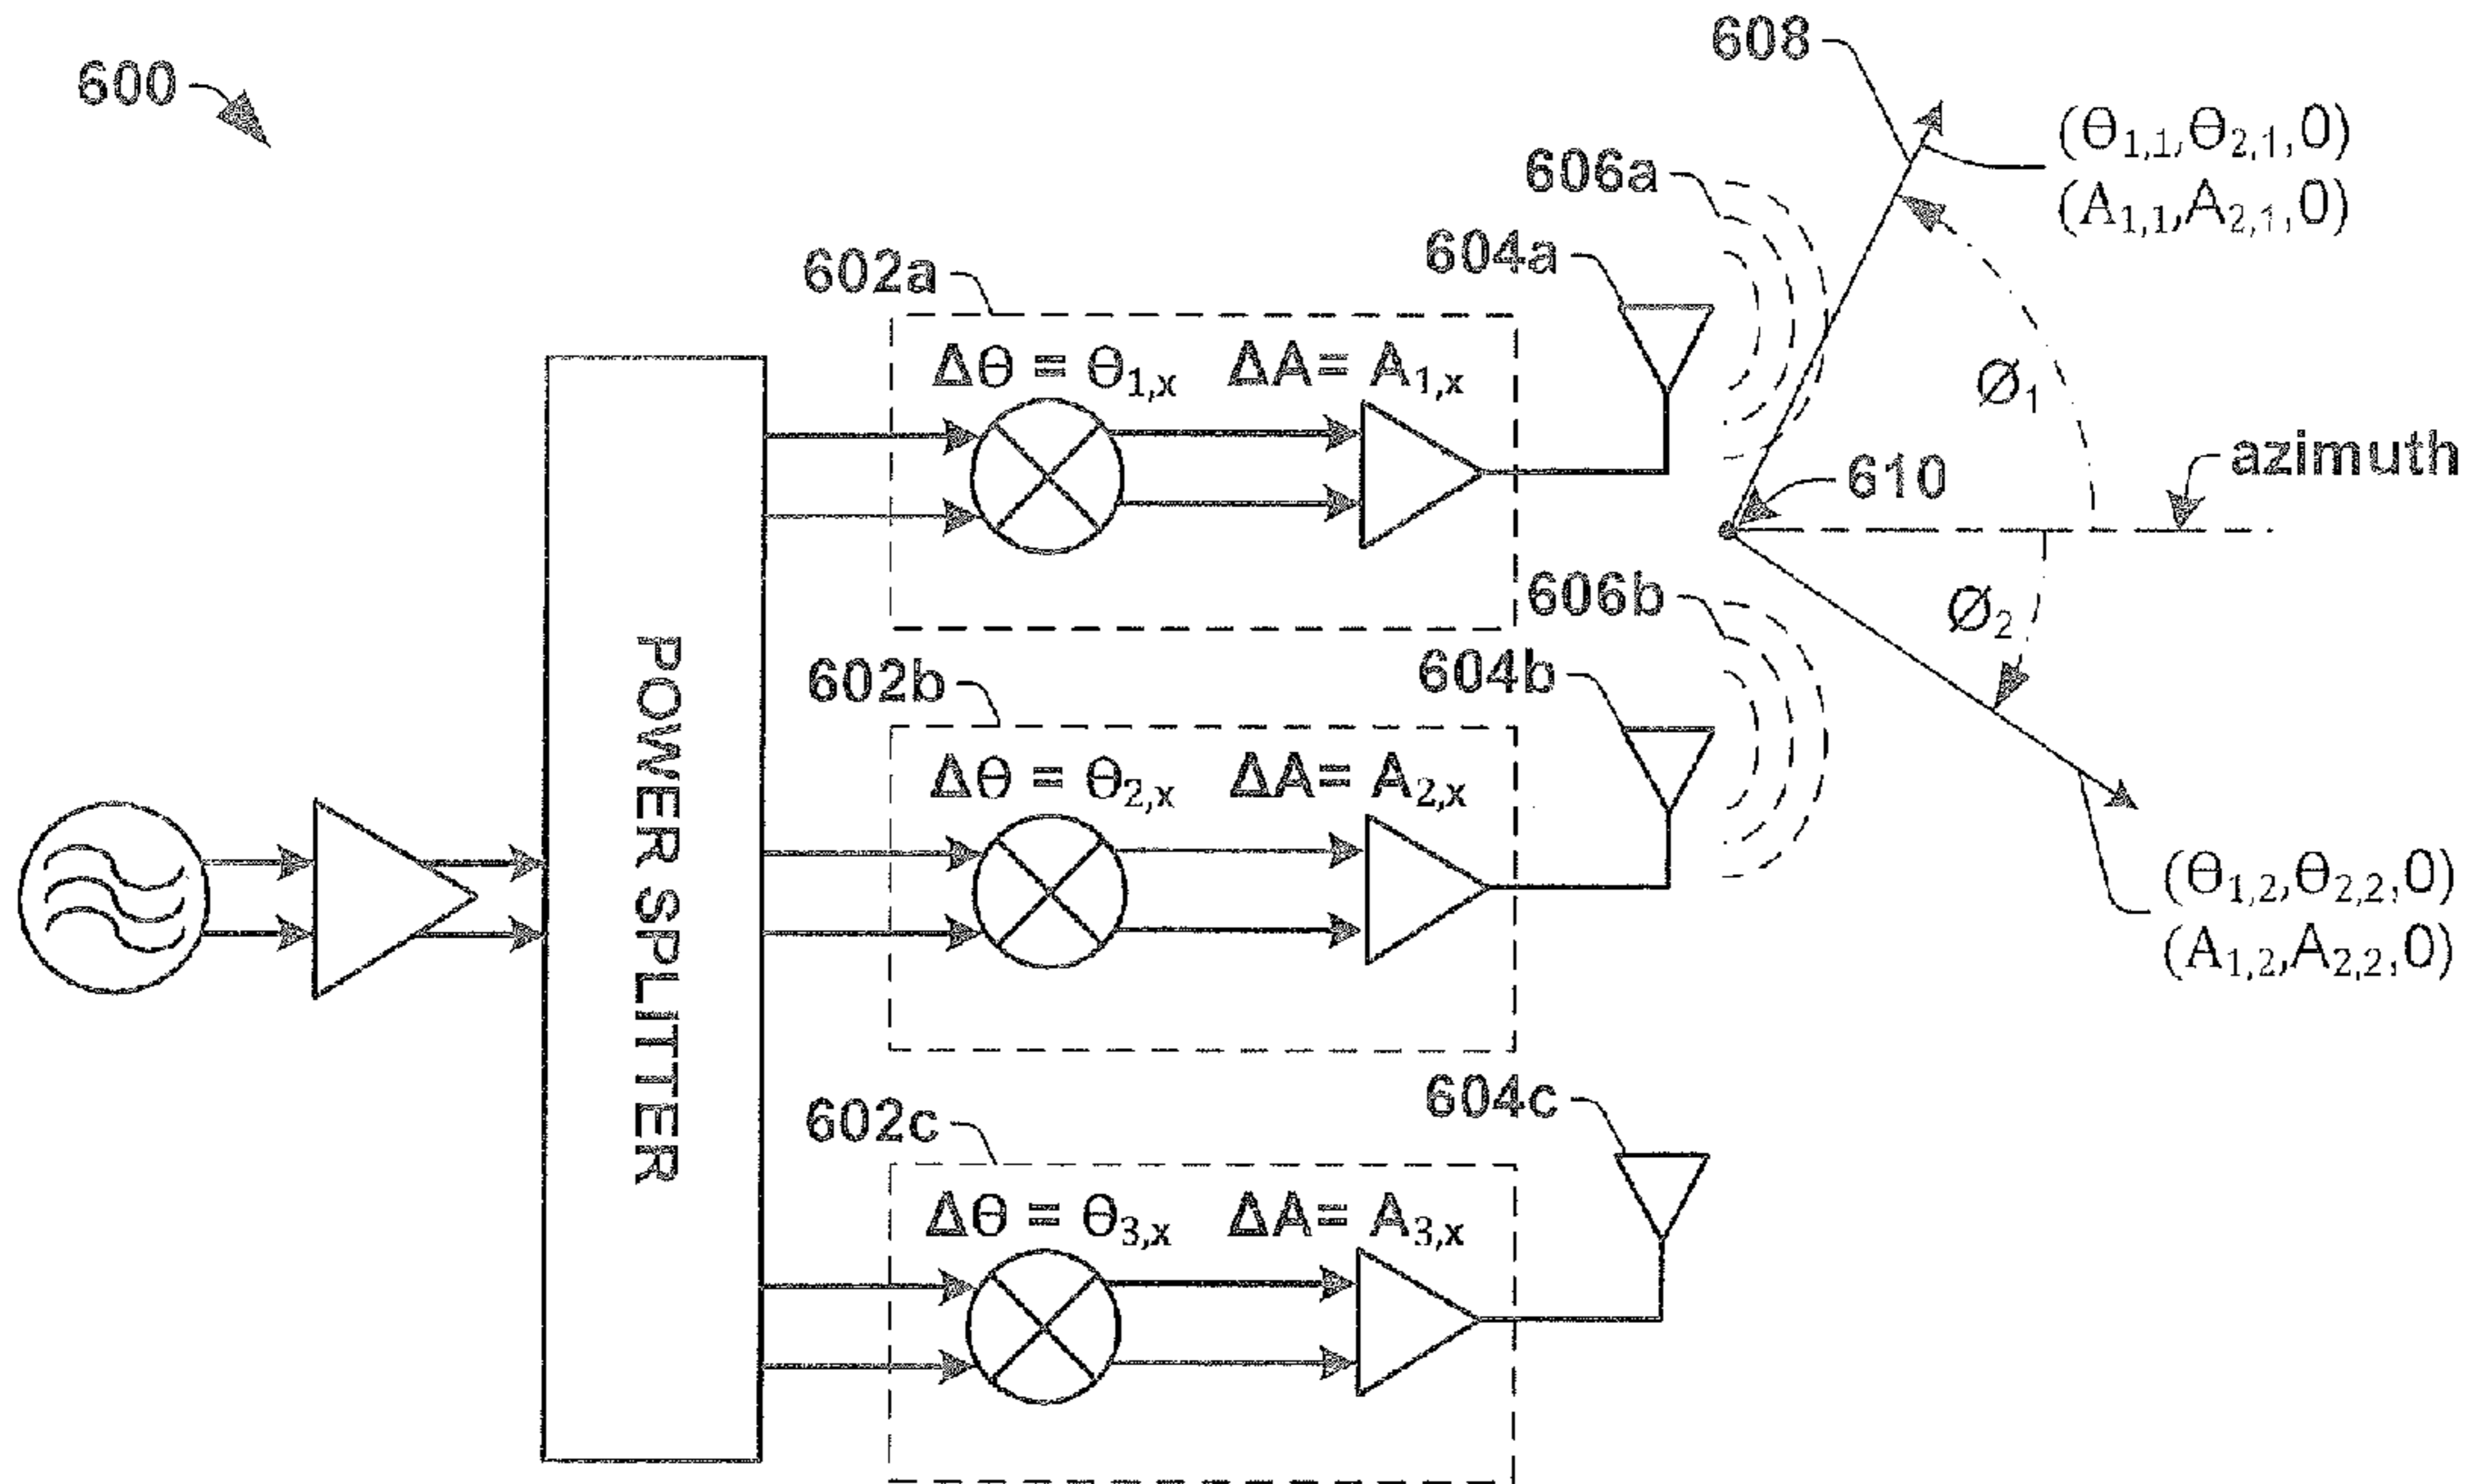 600
608
(Θ1,1,Θ2,1,0)
(A1,1,A2,1,0)
606a
604a
602a
Δθ = Θ1,x ΔA= A1,x
Ø1
azimuth
610
606b
Ø2
604b
602b
Δθ = Θ2,x ΔA= A2,x
POWER SPLITTER
(Θ1,2,Θ2,2,0)
(A1,2,A2,2,0)
604c
602c
Δθ = Θ3,x ΔA= A3,x